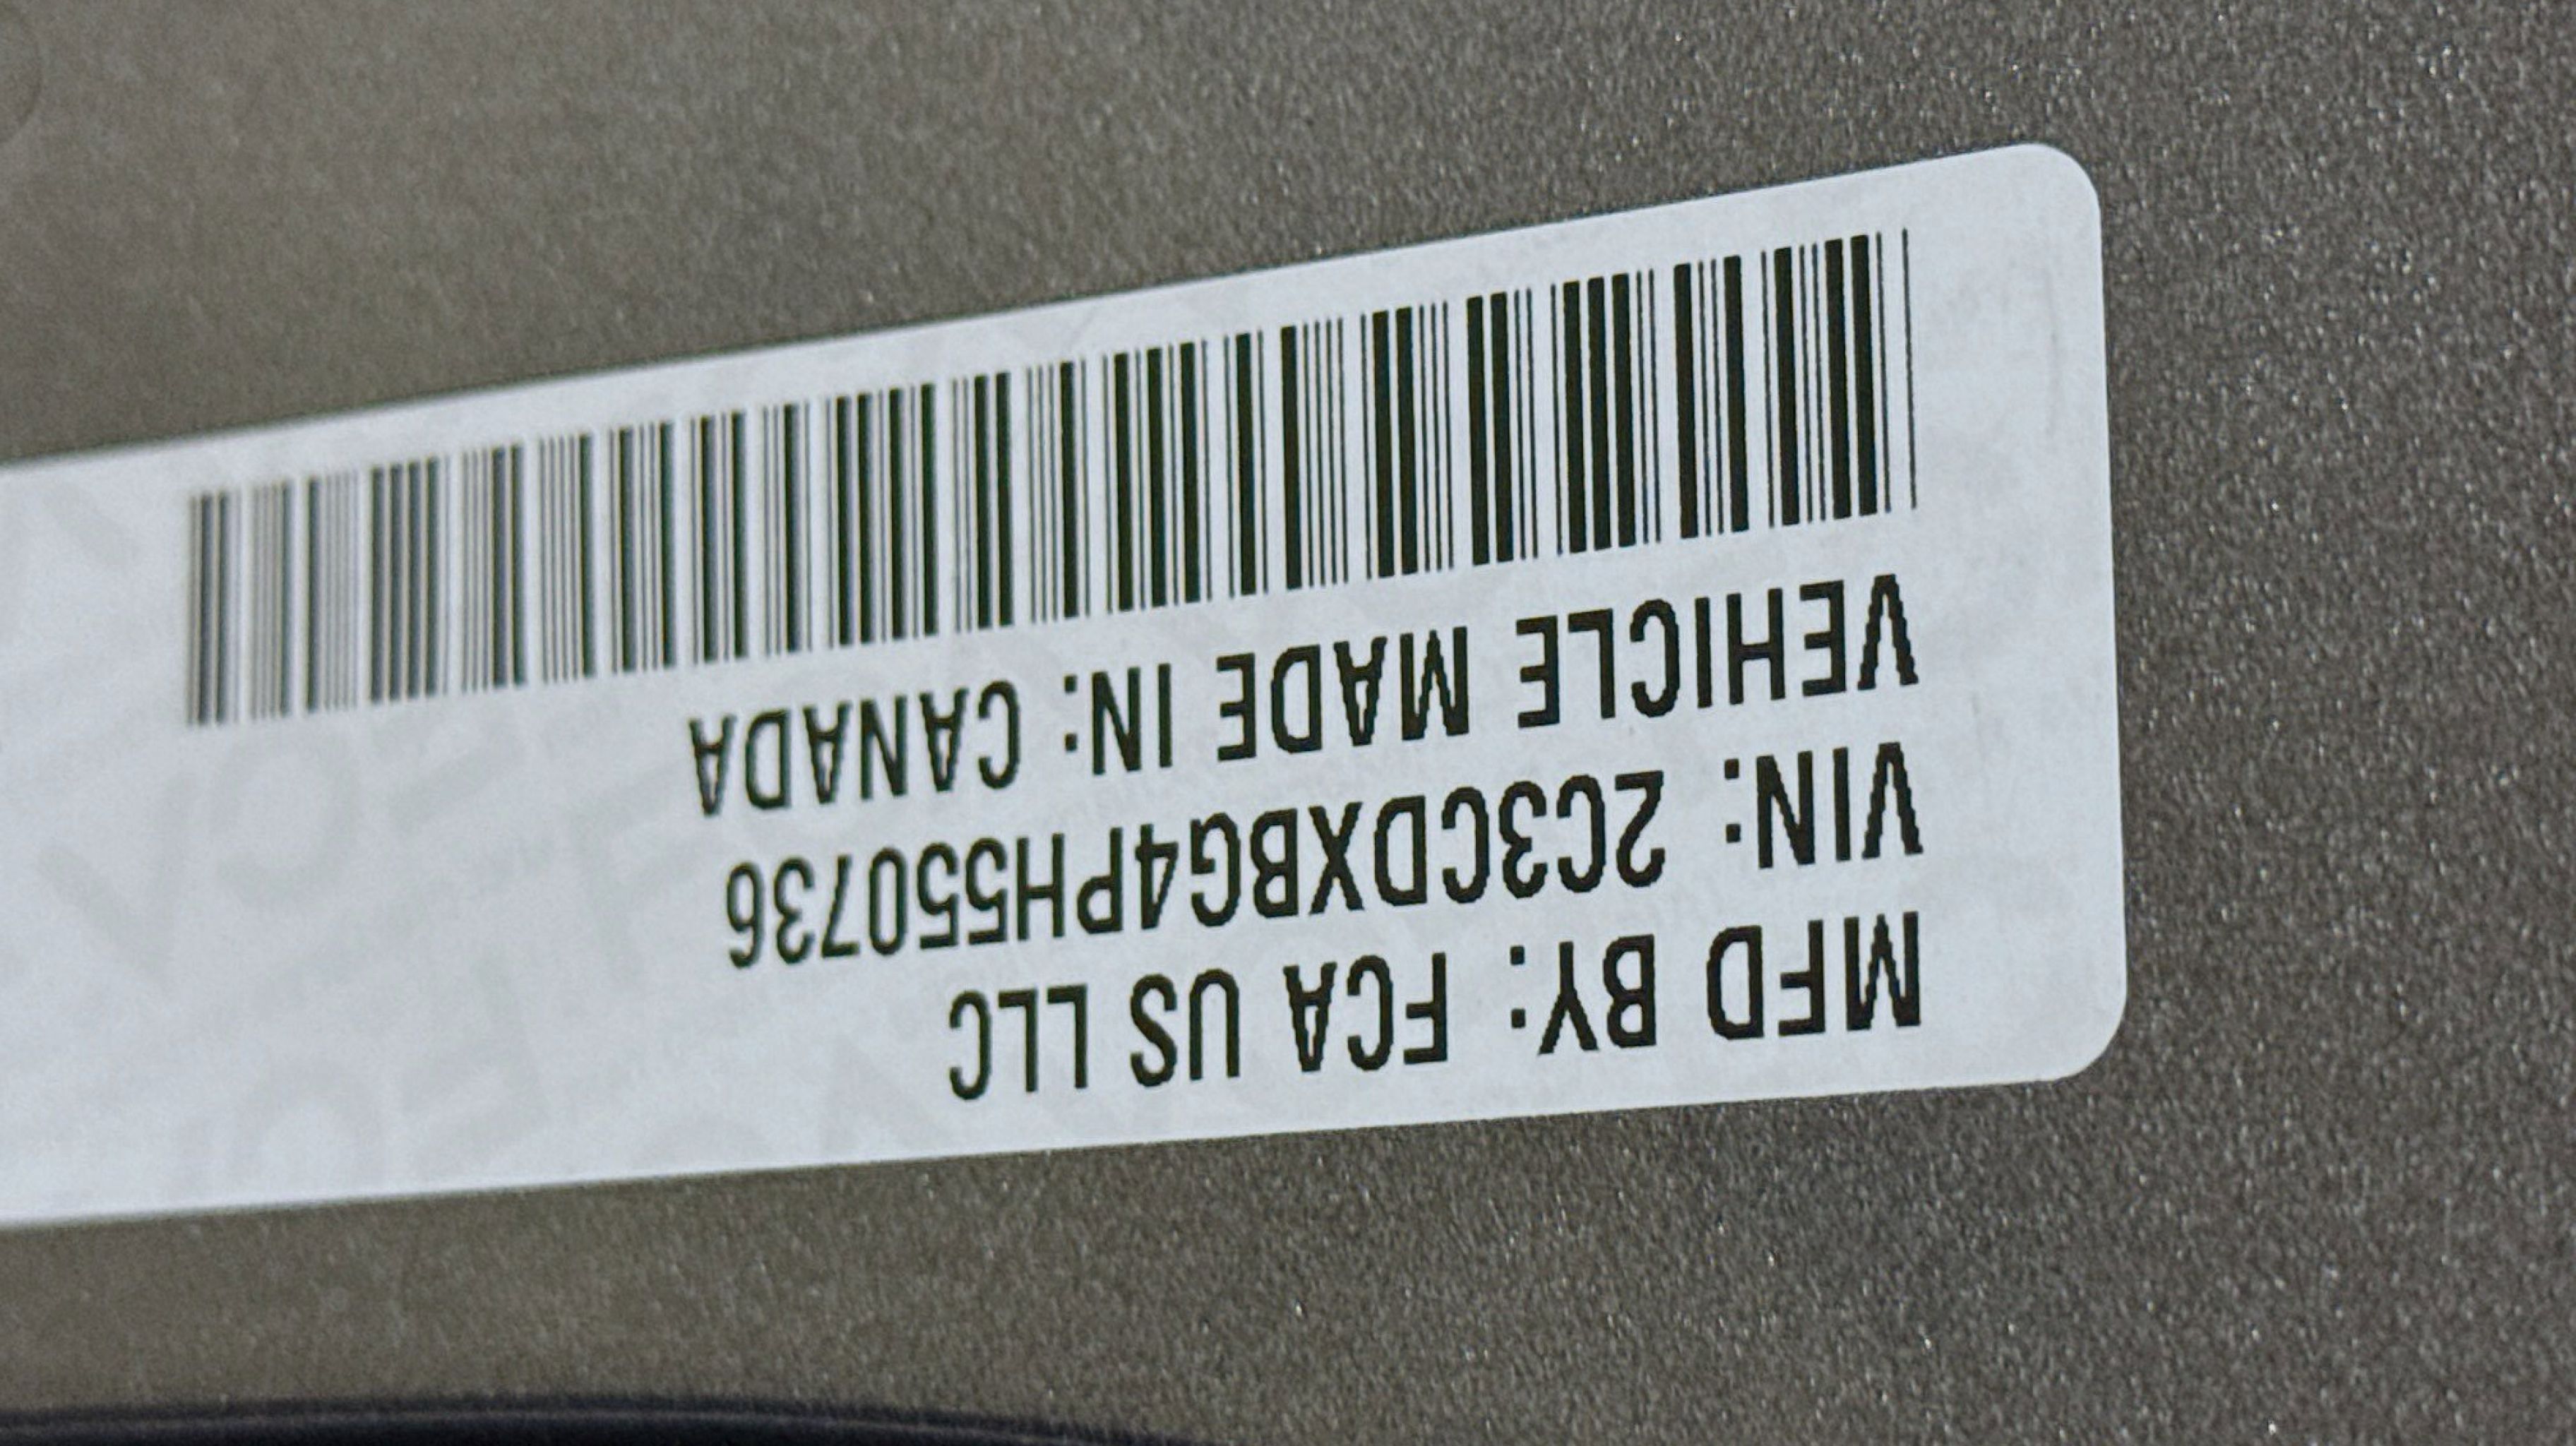 MFD BY: FCA US LLC
VIN: 2C3CDXBG4PH550736
VEHICLE MADE IN: CANADA